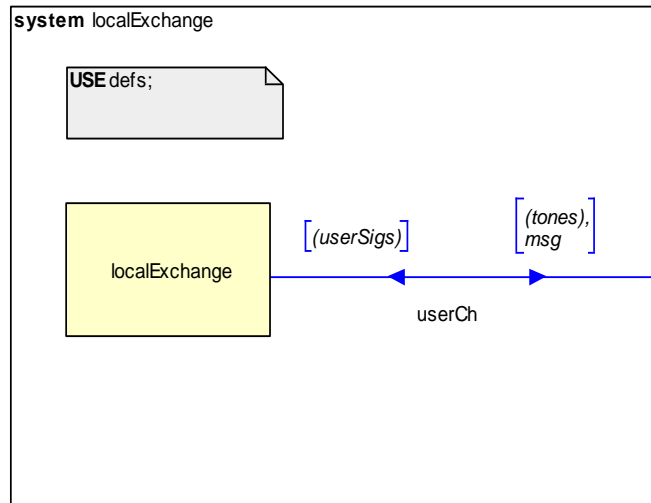 system localExchange
USE defs;
[(userSigs)]
[(tones),
msg]
localExchange
userCh